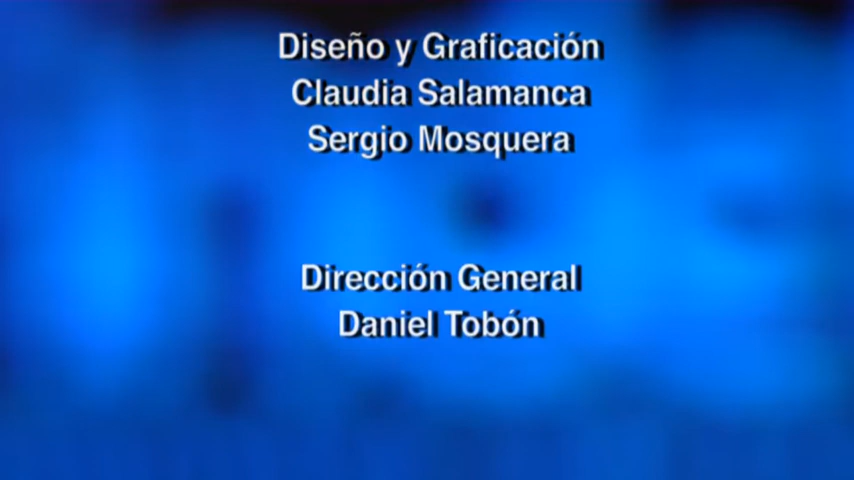 Diseño y Graficación
Claudia Salamanca
Sergio Mosquera
Dirección General
Daniel Tobón